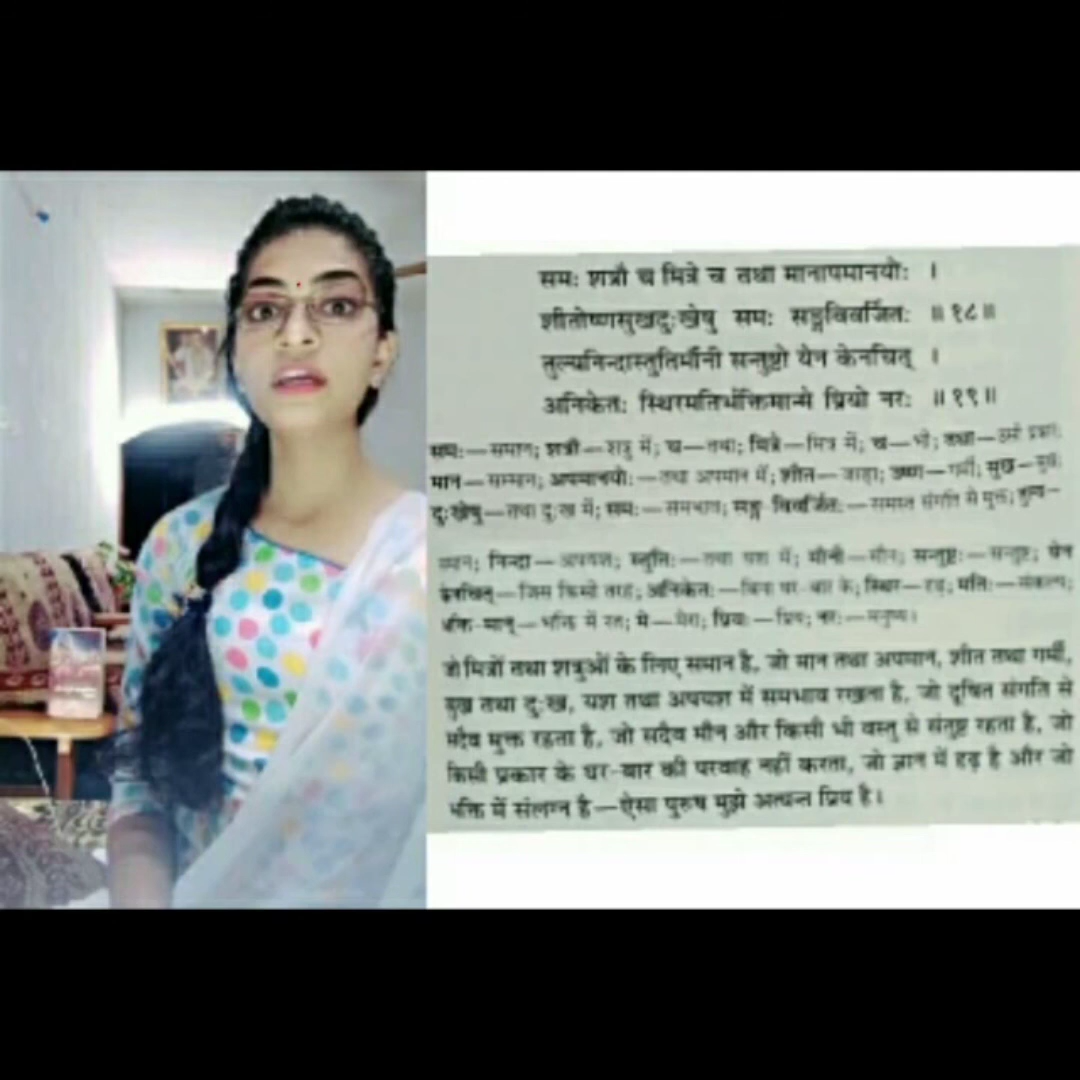 समः शत्रौ च मित्रे च तथा मानापमानयोः ।
शीतोष्णसुखदुःखेषु समः सङ्गविवर्जितः ॥१८॥
तुल्यनिन्दास्तुतिर्मौनी सन्तुष्टो येन केनचित् ।
अनिकेतः स्थिरमतिर्भक्तिमान्मे प्रियो नरः ॥१९॥
समः—समान; शत्रौ—शत्रु में; च—तथा; मित्रे—मित्र में; च—भी; तथा—उसी प्रकार;
मान—सम्मान; अपमानयोः—तथा अपमान में; शीत—जाड़ा; उष्ण—गर्मी; सुख—सुख;
दुःखेषु—तथा दुःख में; समः—समभाव; सङ्ग-विवर्जितः—समस्त संगति से मुक्त; तुल्य—
समान; निन्दा—अपयश; स्तुतिः—तथा यश में; मौनी—मौन; सन्तुष्टः—सन्तुष्ट; येन
केनचित्—जिस किसी तरह; अनिकेतः—बिना घर-बार के; स्थिर—दृढ़; मतिः—संकल्प;
भक्ति-मान्—भक्ति में रत; मे—मेरा; प्रियः—प्रिय; नरः—मनुष्य।
जो मित्रों तथा शत्रुओं के लिए समान है, जो मान तथा अपमान, शीत तथा गर्मी,
सुख तथा दुःख, यश तथा अपयश में समभाव रखता है, जो दूषित संगति से
सदैव मुक्त रहता है, जो सदैव मौन और किसी भी वस्तु से संतुष्ट रहता है, जो
किसी प्रकार के घर-बार की परवाह नहीं करता, जो ज्ञान में दृढ़ है और जो
भक्ति में संलग्न है—ऐसा पुरुष मुझे अत्यन्त प्रिय है।